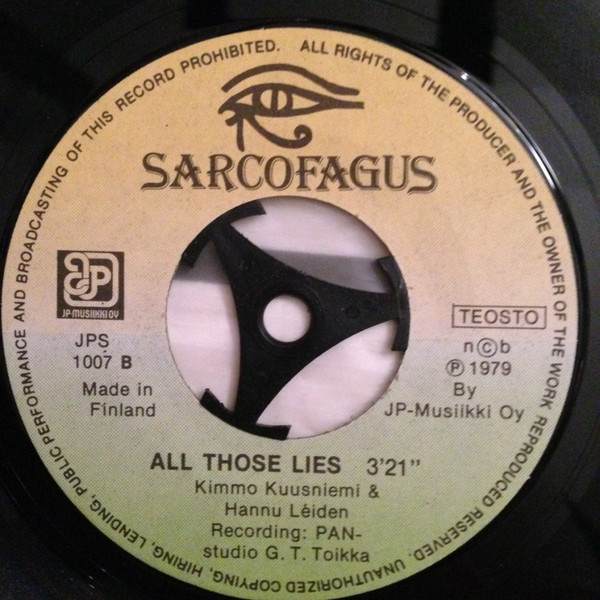 ALL RIGHTS OF THE PRODUCER AND THE OWNER OF THE WORK REPRODUCED RESERVED. UNAUTHORIZED COPYING, HIRING, LENDING, PUBLIC PERFORMANCE AND BROADCASTING OF THIS RECORD PROHIBITED.
SARCOFAGUS
JP
JP-MUSIIKKI OY
JPS
1007 B
Made in
Finland
TEOSTO
n©b
℗ 1979
By
JP-Musiikki Oy
ALL THOSE LIES 3'21"
Kimmo Kuusniemi &
Hannu Léiden
Recording: PAN-
studio G. T. Toikka